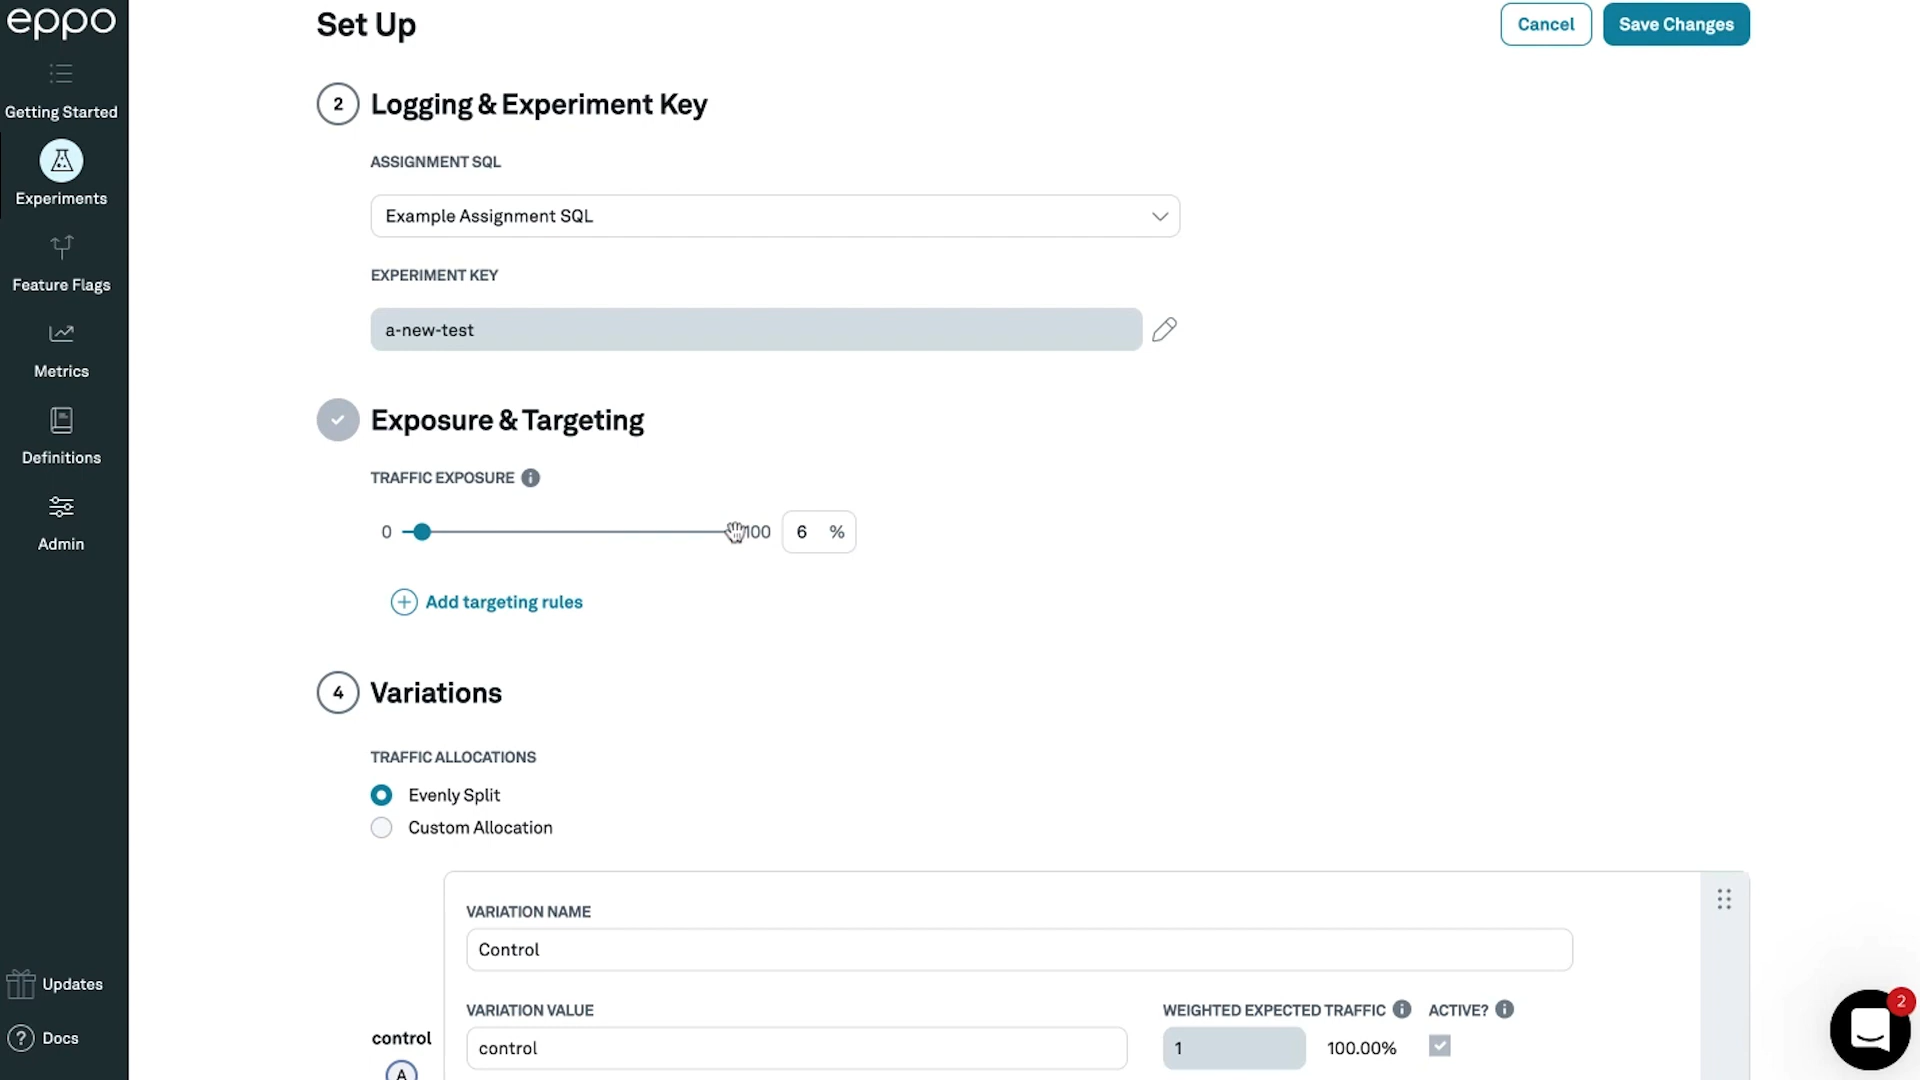 eppo
Getting Started
Experiments
Feature Flags
Metrics
Definitions
Admin
Updates
? Docs
Set Up
Cancel
Save Changes
2 Logging & Experiment Key
ASSIGNMENT SQL
Example Assignment SQL
EXPERIMENT KEY
a-new-test
Exposure & Targeting
TRAFFIC EXPOSURE i
0 100 6 %
+ Add targeting rules
4 Variations
TRAFFIC ALLOCATIONS
Evenly Split
Custom Allocation
VARIATION NAME
Control
VARIATION VALUE
WEIGHTED EXPECTED TRAFFIC i
ACTIVE? i
control
A
control
1
100.00%
2